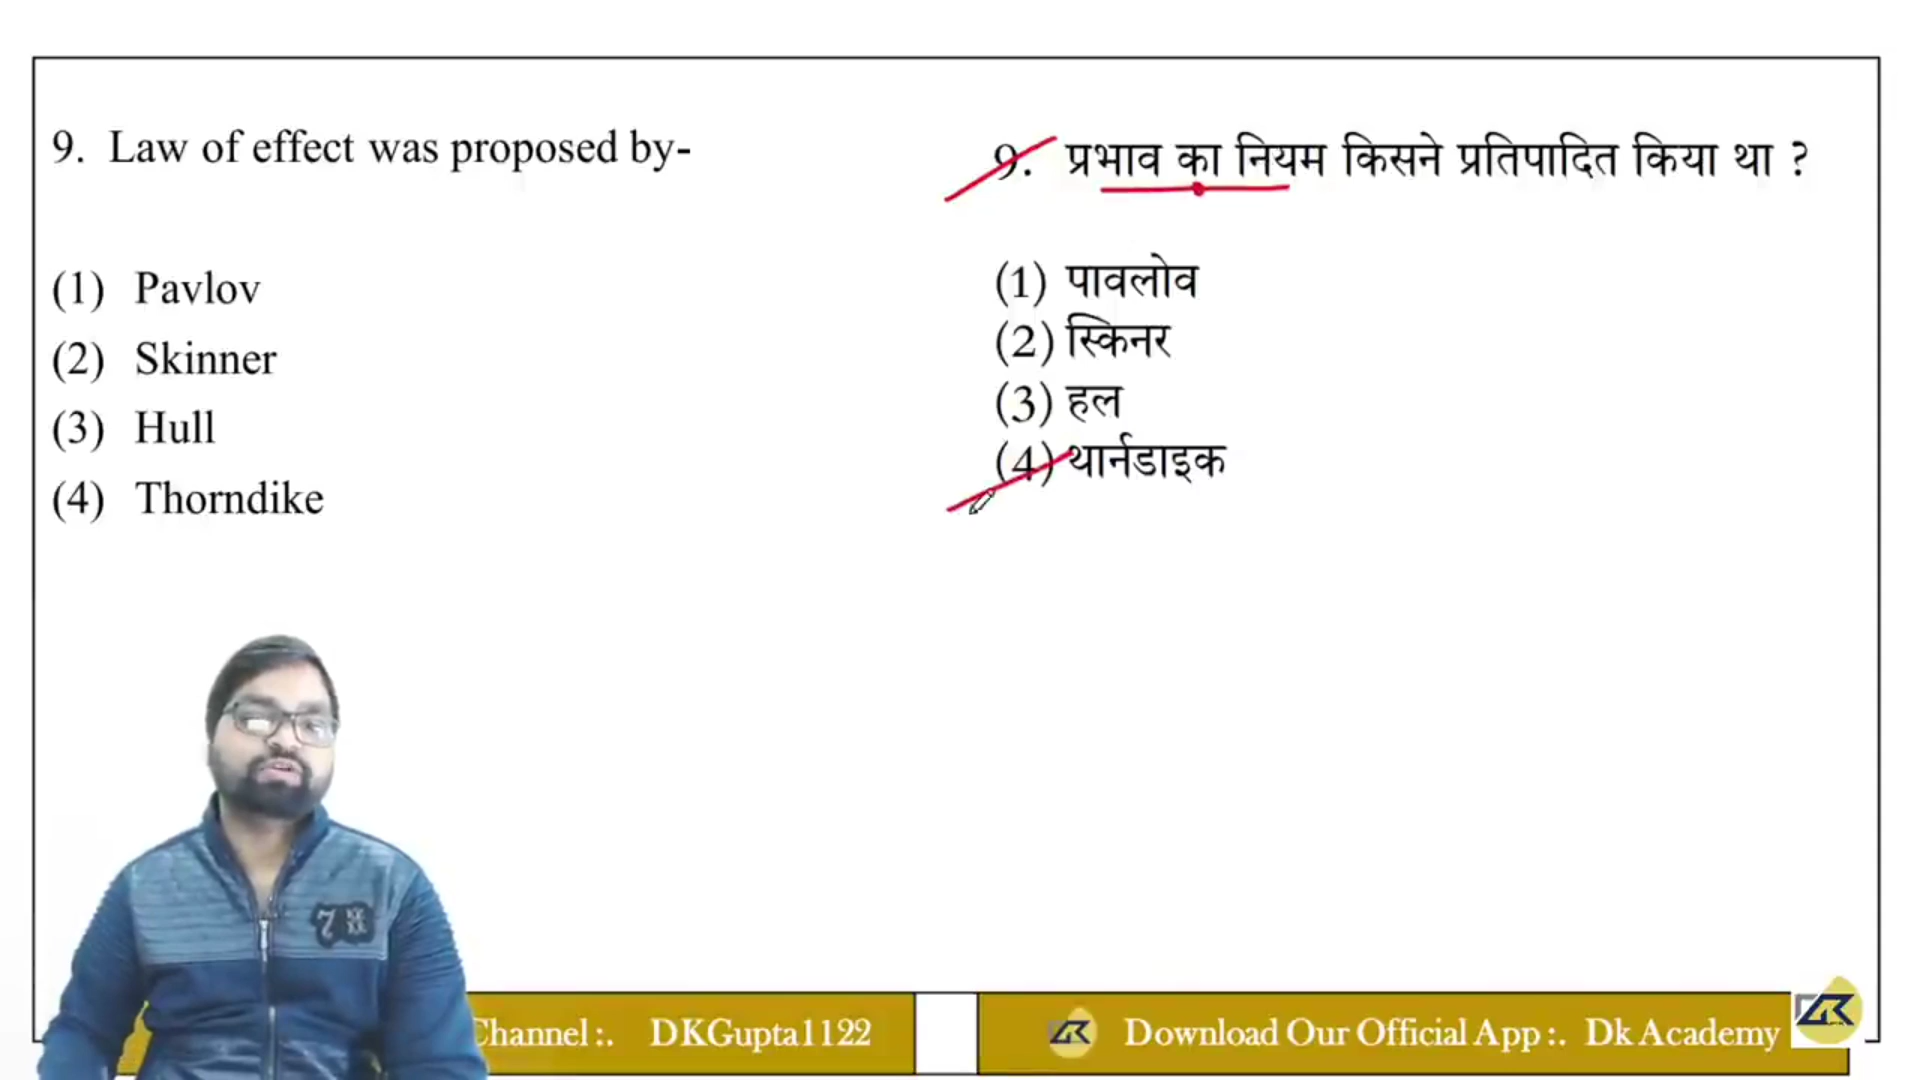 9. Law of effect was proposed by-
(1) Pavlov
(2) Skinner
(3) Hull
(4) Thorndike
9. प्रभाव का नियम किसने प्रतिपादित किया था ?
(1) पावलोव
(2) स्किनर
(3) हल
(4) थार्नडाइक
7
Channel :. DKGupta1122
Download Our Official App :. Dk Academy